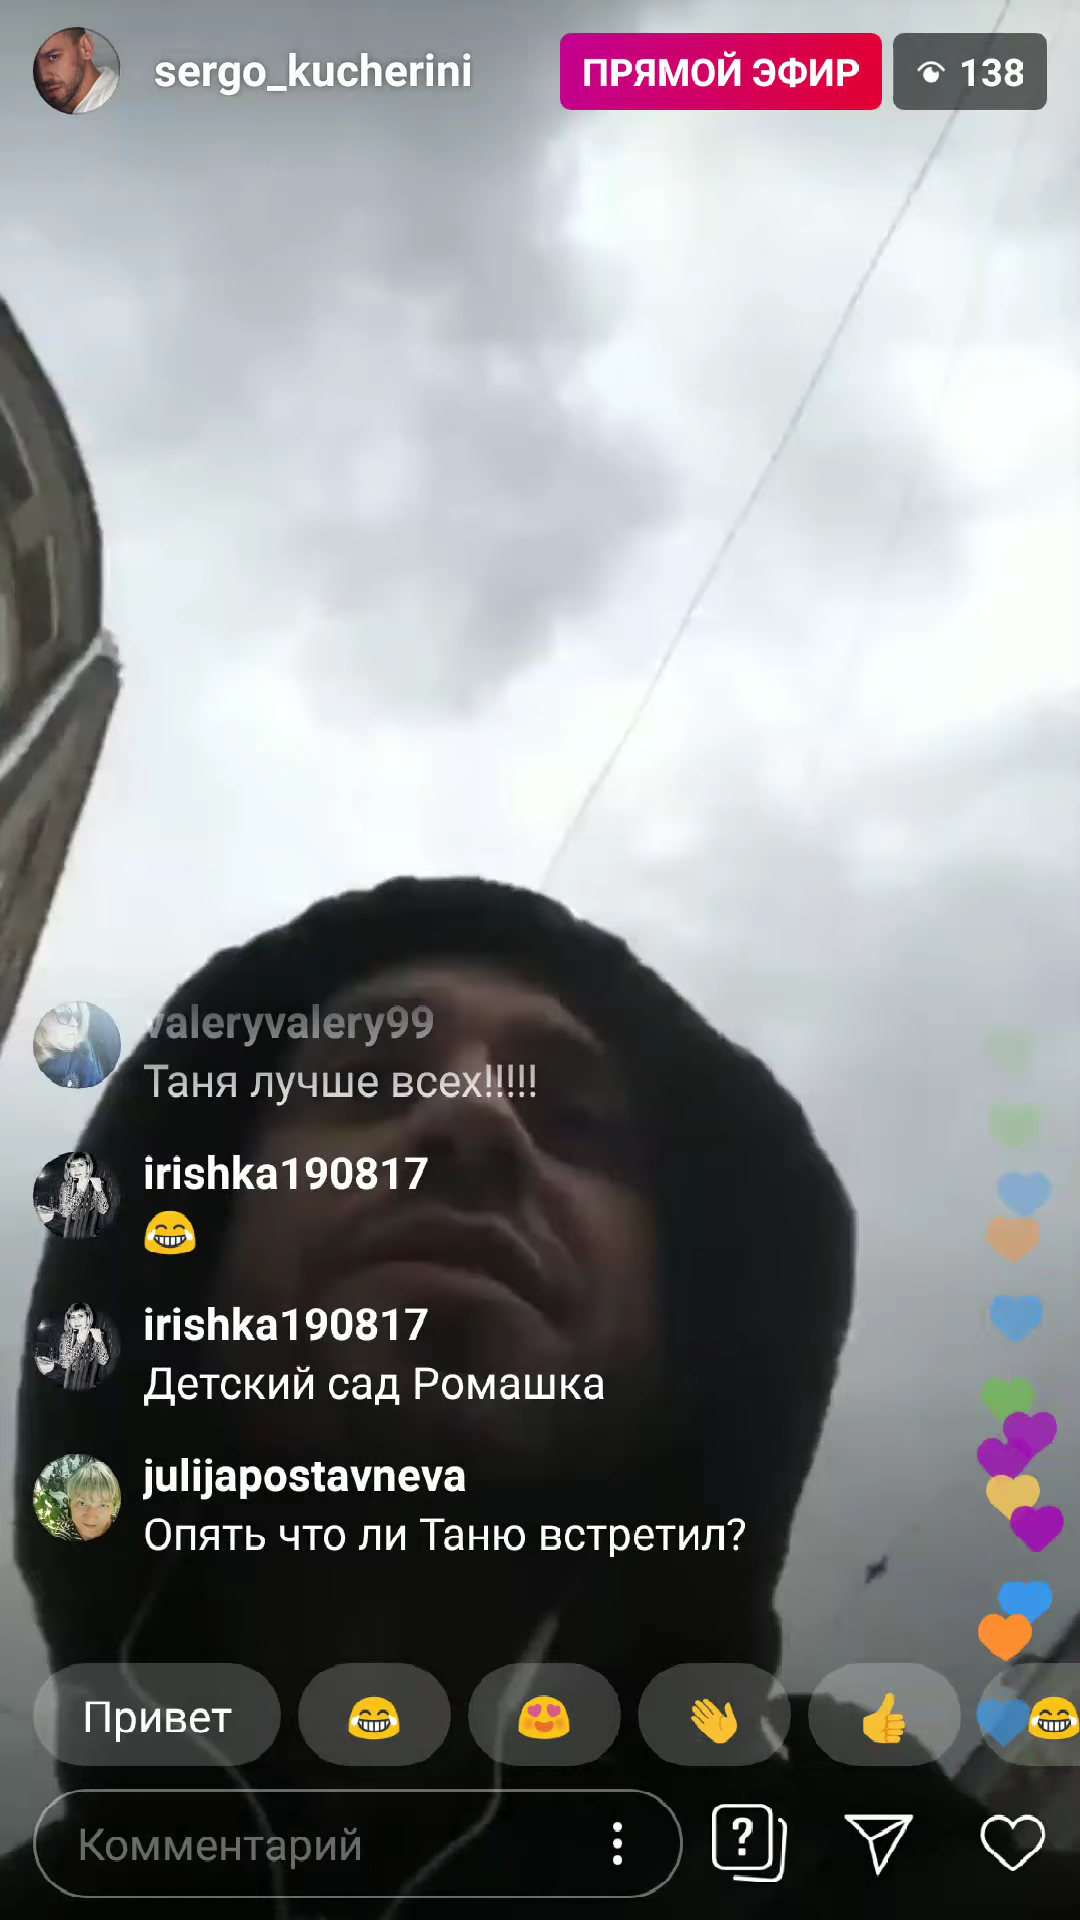 sergo_kucherini
ПРЯМОЙ ЭФИР
138
valeryvalery99
Таня лучше всех!!!!!
irishka190817
😂
irishka190817
Детский сад Ромашка
julijapostavneva
Опять что ли Таню встретил?
Привет 😂 😍 👋 👍 😂
Комментарий
?